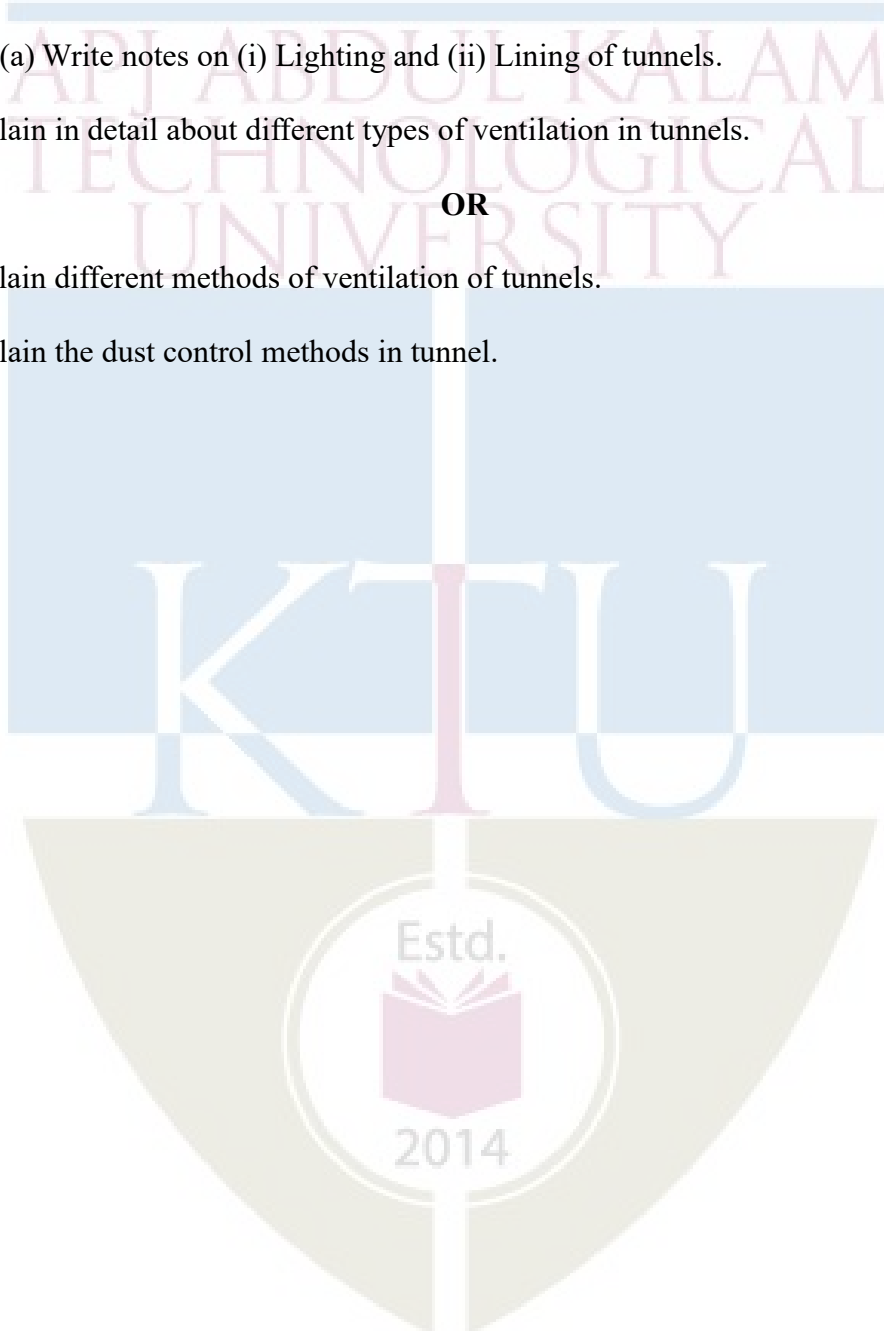 APJ ABDUL KALAM
(a) Write notes on (i) Lighting and (ii) Lining of tunnels.
TECHNOLOGICAL
lain in detail about different types of ventilation in tunnels.
UNIVERSITY
OR
lain different methods of ventilation of tunnels.
lain the dust control methods in tunnel.
KTU
Estd.
2014